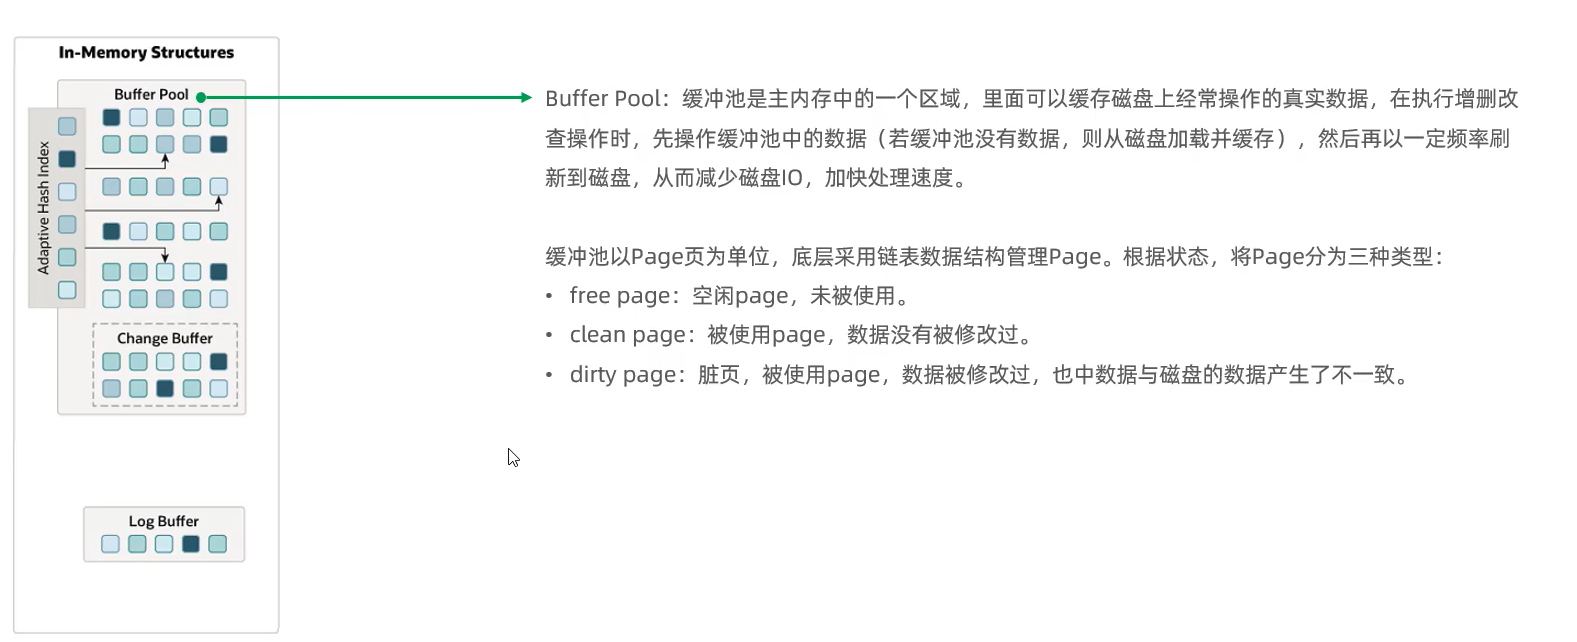 In-Memory Structures
Buffer Pool
Adaptive Hash Index
Change Buffer
Log Buffer
Buffer Pool：缓冲池是主内存中的一个区域，里面可以缓存磁盘上经常操作的真实数据，在执行增删改
查操作时，先操作缓冲池中的数据（若缓冲池没有数据，则从磁盘加载并缓存），然后再以一定频率刷
新到磁盘，从而减少磁盘IO，加快处理速度。
缓冲池以Page页为单位，底层采用链表数据结构管理Page。根据状态，将Page分为三种类型：
• free page：空闲page，未被使用。
• clean page：被使用page，数据没有被修改过。
• dirty page：脏页，被使用page，数据被修改过，也中数据与磁盘的数据产生了不一致。